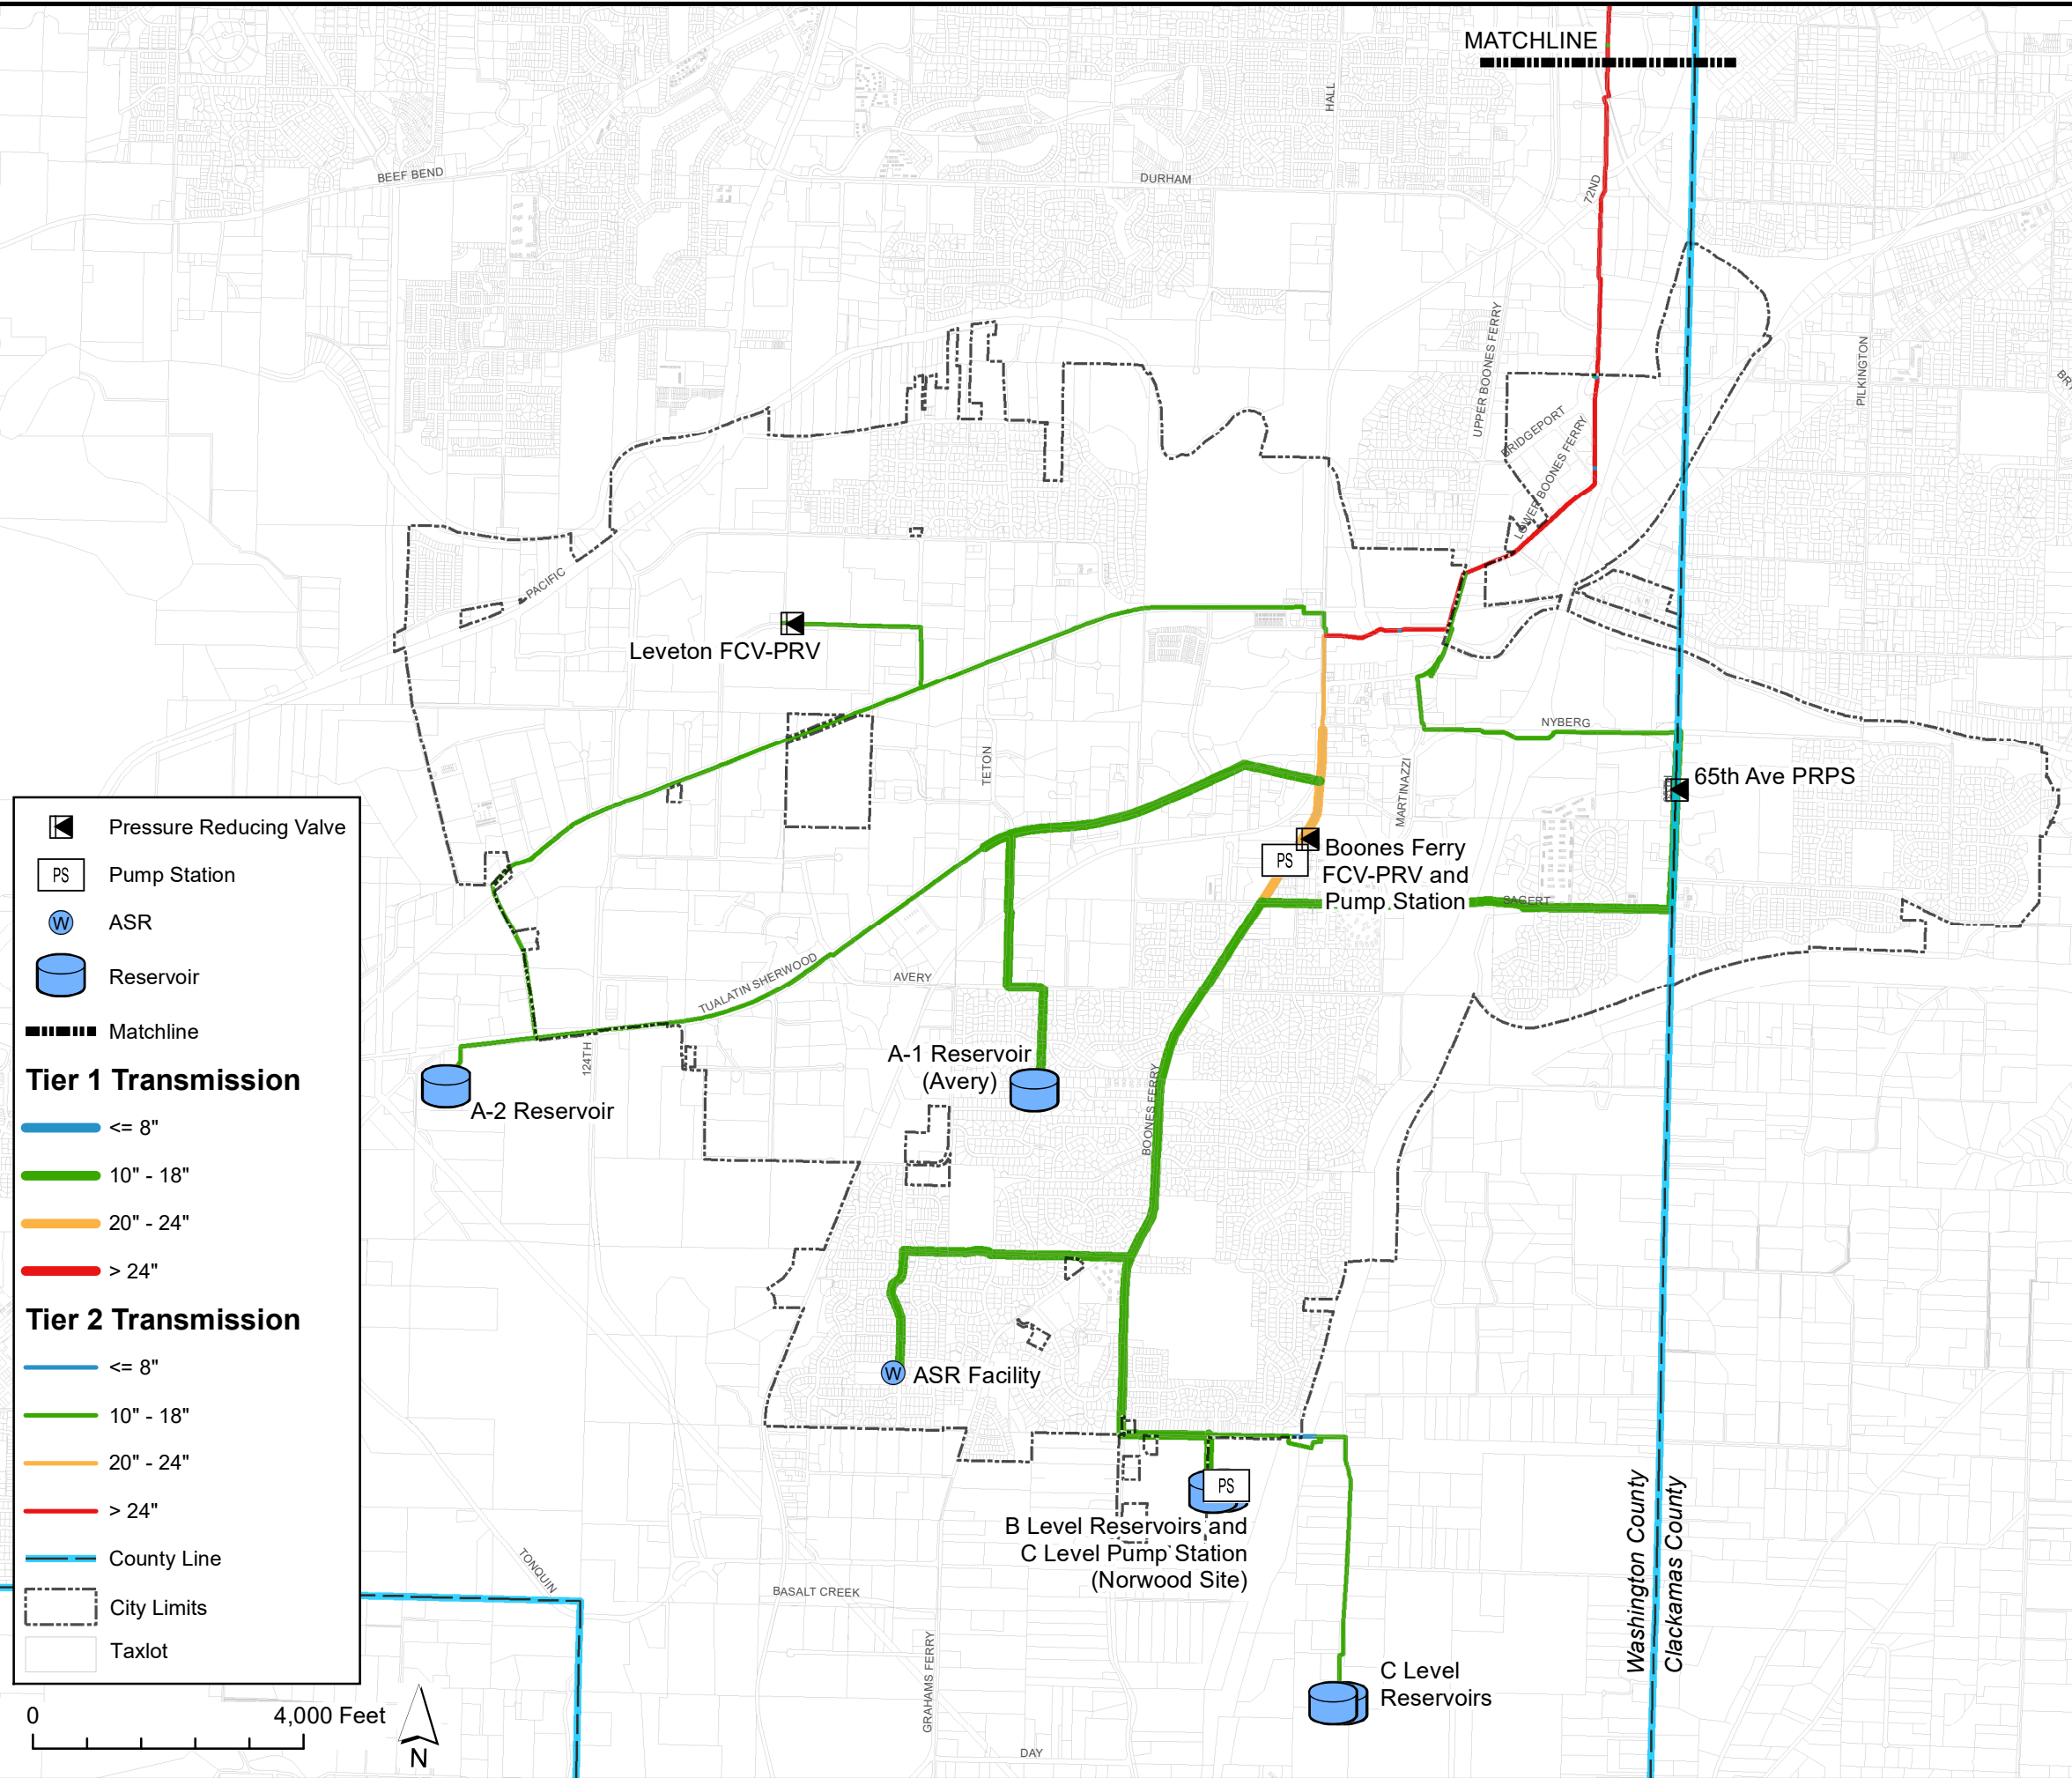 MATCHLINE
HALL
BEEF BEND
DURHAM
72ND
UPPER BOONES FERRY
PILKINGTON
BRIDGEPORT
LOWER BOONES FERRY
PACIFIC
Leveton FCV-PRV
NYBERG
TETON
MARTINAZZI
65th Ave PRPS
PS
Boones Ferry
FCV-PRV and
Pump Station
SAGERT
TUALATIN SHERWOOD
AVERY
124TH
A-1 Reservoir
(Avery)
A-2 Reservoir
BOONES FERRY
W
ASR Facility
PS
B Level Reservoirs and
C Level Pump Station
(Norwood Site)
Washington County
Clackamas County
TONQUIN
BASALT CREEK
GRAHAMS FERRY
C Level
Reservoirs
DAY
Pressure Reducing Valve
PS
Pump Station
W
ASR
Reservoir
Matchline
Tier 1 Transmission
<= 8"
10" - 18"
20" - 24"
> 24"
Tier 2 Transmission
<= 8"
10" - 18"
20" - 24"
> 24"
County Line
City Limits
Taxlot
0
4,000 Feet
N